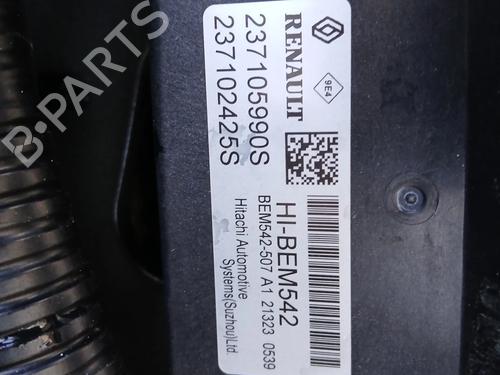 RENAULT
237105990S
237102425S
9E4
HI-BEM542
BEM542-507 A1 21323 0539
Hitachi Automotive
Systems(Suzhou)Ltd.
B-PARTS